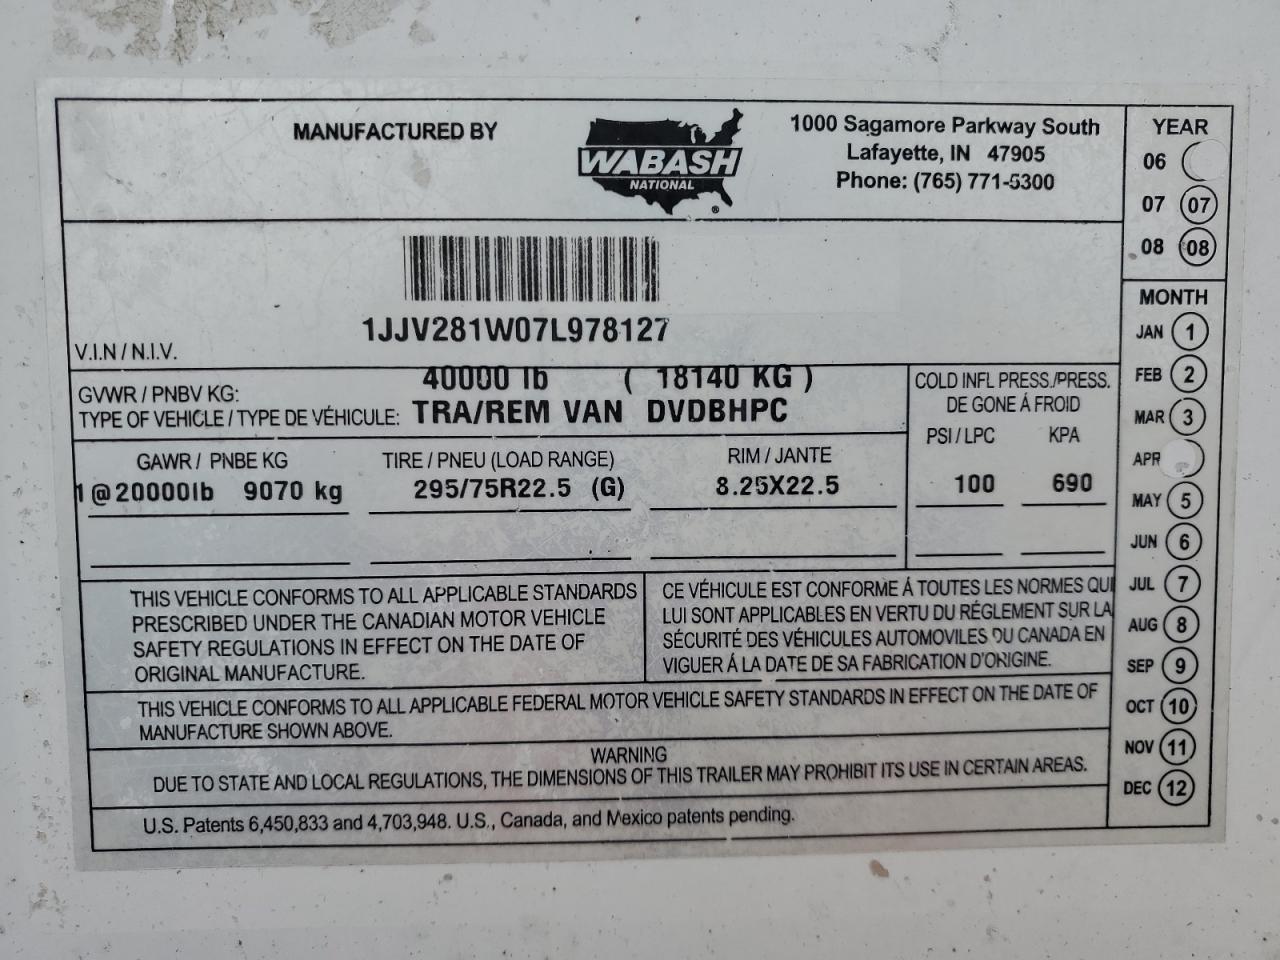 MANUFACTURED BY
WABASH
NATIONAL
®
1000 Sagamore Parkway South
Lafayette, IN 47905
Phone: (765) 771-5300
1JJV281W07L978127
V.I.N / N.I.V.
GVWR / PNBV KG: 40000 lb ( 18140 KG )
TYPE OF VEHICLE / TYPE DE VÉHICULE: TRA/REM VAN DVDBHPC
COLD INFL PRESS./PRESS.
DE GONE Á FROID
PSI / LPC KPA
100 690
GAWR / PNBE KG TIRE / PNEU (LOAD RANGE) RIM / JANTE
1@20000lb 9070 kg 295/75R22.5 (G) 8.25X22.5
THIS VEHICLE CONFORMS TO ALL APPLICABLE STANDARDS
PRESCRIBED UNDER THE CANADIAN MOTOR VEHICLE
SAFETY REGULATIONS IN EFFECT ON THE DATE OF
ORIGINAL MANUFACTURE.
CE VÉHICULE EST CONFORME Á TOUTES LES NORMES QUI
LUI SONT APPLICABLES EN VERTU DU RÉGLEMENT SUR LA
SÉCURITÉ DES VÉHICULES AUTOMOVILES DU CANADA EN
VIGUER Á LA DATE DE SA FABRICATION D'ORIGINE.
THIS VEHICLE CONFORMS TO ALL APPLICABLE FEDERAL MOTOR VEHICLE SAFETY STANDARDS IN EFFECT ON THE DATE OF
MANUFACTURE SHOWN ABOVE.
WARNING
DUE TO STATE AND LOCAL REGULATIONS, THE DIMENSIONS OF THIS TRAILER MAY PROHIBIT ITS USE IN CERTAIN AREAS.
U.S. Patents 6,450,833 and 4,703,948. U.S., Canada, and Mexico patents pending.
YEAR
06
07 07
08 08
MONTH
JAN 1
FEB 2
MAR 3
APR
MAY 5
JUN 6
JUL 7
AUG 8
SEP 9
OCT 10
NOV 11
DEC 12